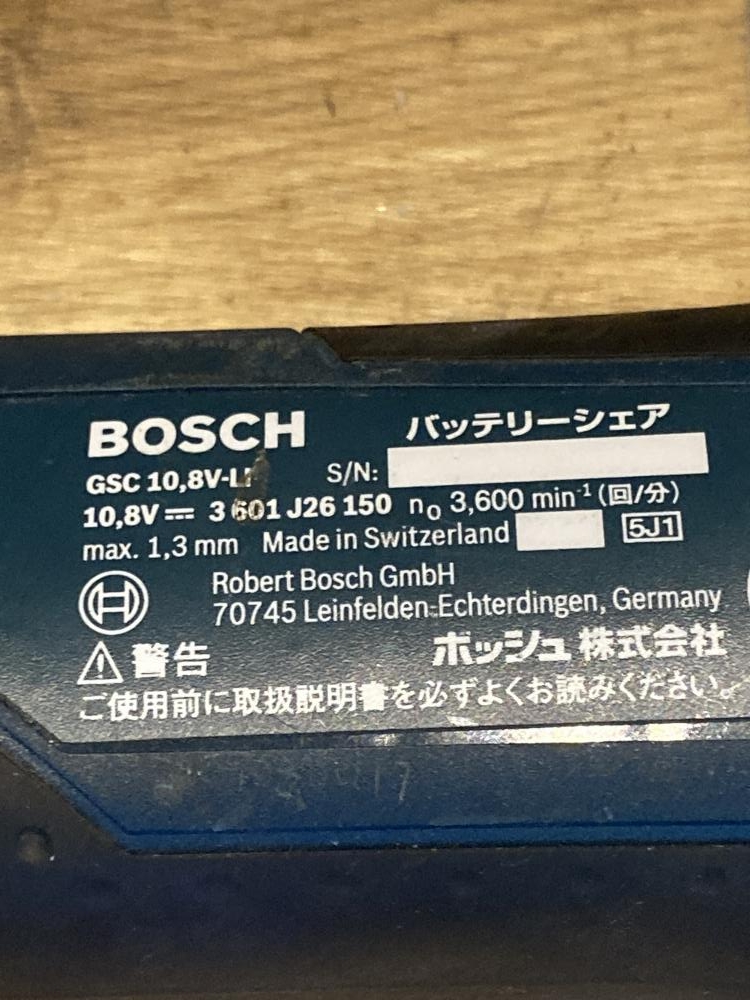 BOSCH バッテリーシェア
GSC 10,8V-LI S/N:
10,8V 3 601 J26 150 n₀ 3,600 min⁻¹ (回/分)
max. 1,3 mm Made in Switzerland 5J1
Robert Bosch GmbH
70745 Leinfelden-Echterdingen, Germany
警告 ボッシュ株式会社
ご使用前に取扱説明書を必ずよくお読みください。